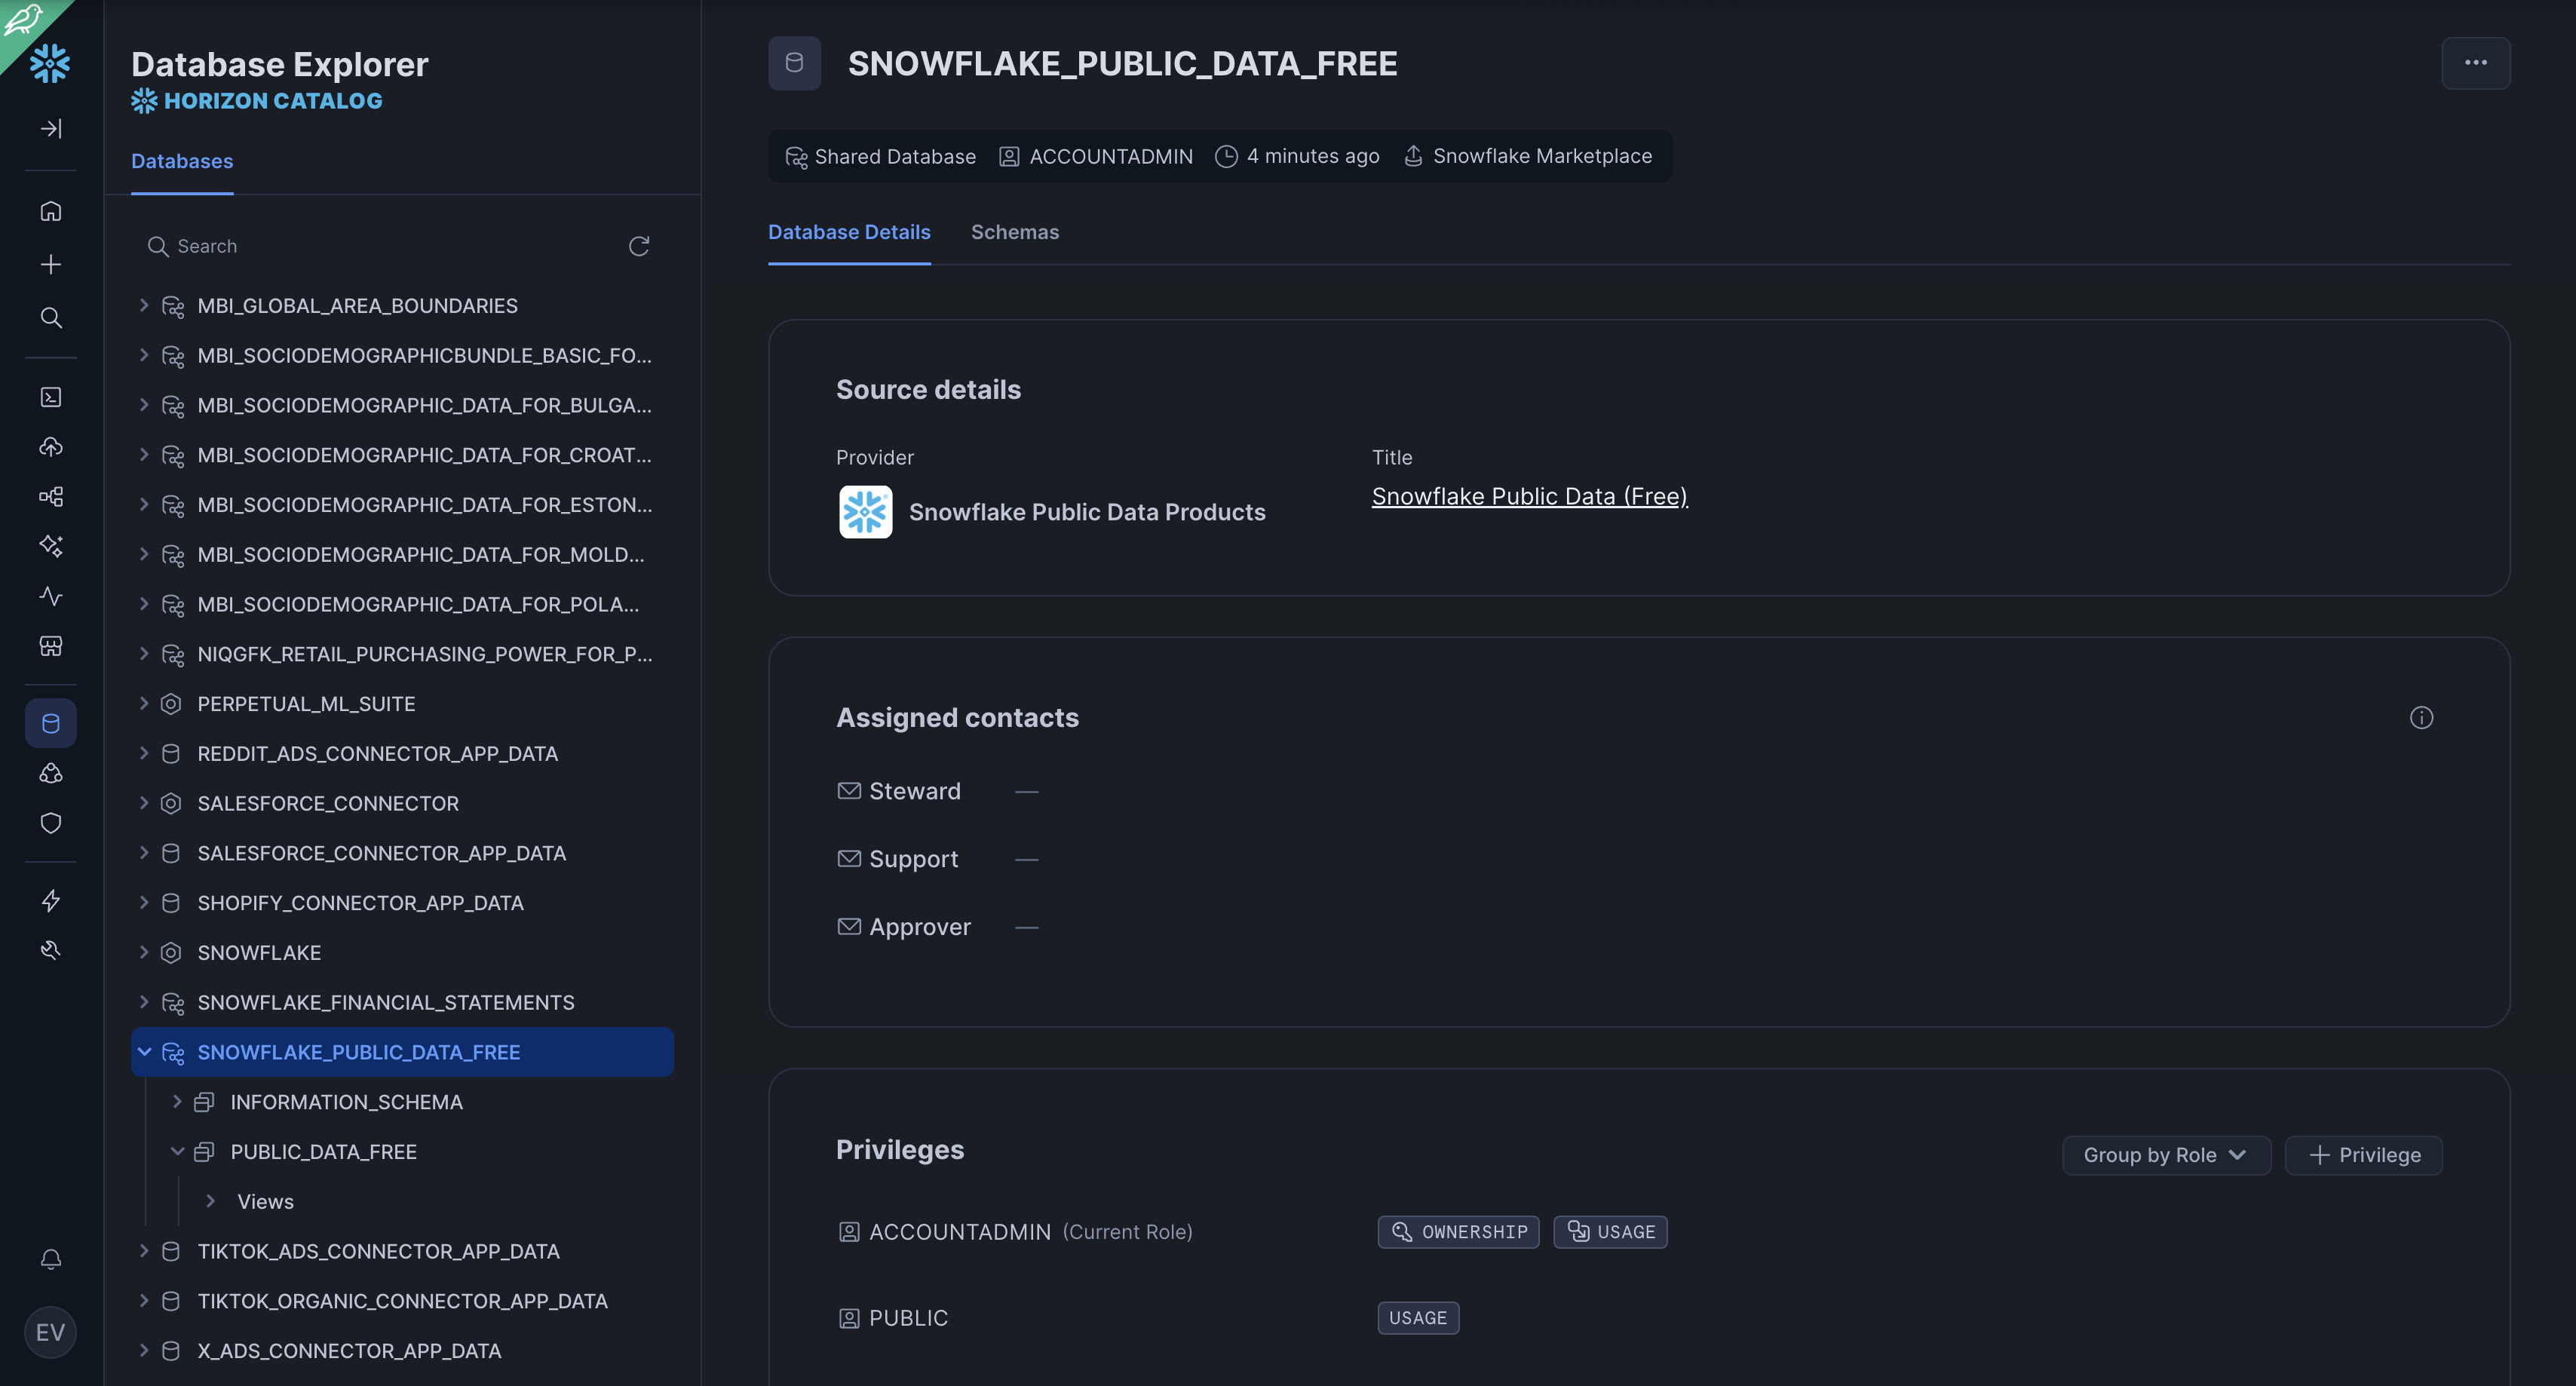 Database Explorer
HORIZON CATALOG
Databases
Search
MBI_GLOBAL_AREA_BOUNDARIES
MBI_SOCIODEMOGRAPHICBUNDLE_BASIC_FO...
MBI_SOCIODEMOGRAPHIC_DATA_FOR_BULGA...
MBI_SOCIODEMOGRAPHIC_DATA_FOR_CROAT...
MBI_SOCIODEMOGRAPHIC_DATA_FOR_ESTON...
MBI_SOCIODEMOGRAPHIC_DATA_FOR_MOLD...
MBI_SOCIODEMOGRAPHIC_DATA_FOR_POLA...
NIQGFK_RETAIL_PURCHASING_POWER_FOR_P...
PERPETUAL_ML_SUITE
REDDIT_ADS_CONNECTOR_APP_DATA
SALESFORCE_CONNECTOR
SALESFORCE_CONNECTOR_APP_DATA
SHOPIFY_CONNECTOR_APP_DATA
SNOWFLAKE
SNOWFLAKE_FINANCIAL_STATEMENTS
SNOWFLAKE_PUBLIC_DATA_FREE
INFORMATION_SCHEMA
PUBLIC_DATA_FREE
Views
TIKTOK_ADS_CONNECTOR_APP_DATA
TIKTOK_ORGANIC_CONNECTOR_APP_DATA
X_ADS_CONNECTOR_APP_DATA
EV
SNOWFLAKE_PUBLIC_DATA_FREE
Shared Database ACCOUNTADMIN 4 minutes ago Snowflake Marketplace
Database Details Schemas
Source details
Provider Title
Snowflake Public Data Products Snowflake Public Data (Free)
Assigned contacts
Steward —
Support —
Approver —
Privileges Group by Role + Privilege
ACCOUNTADMIN (Current Role) OWNERSHIP USAGE
PUBLIC USAGE